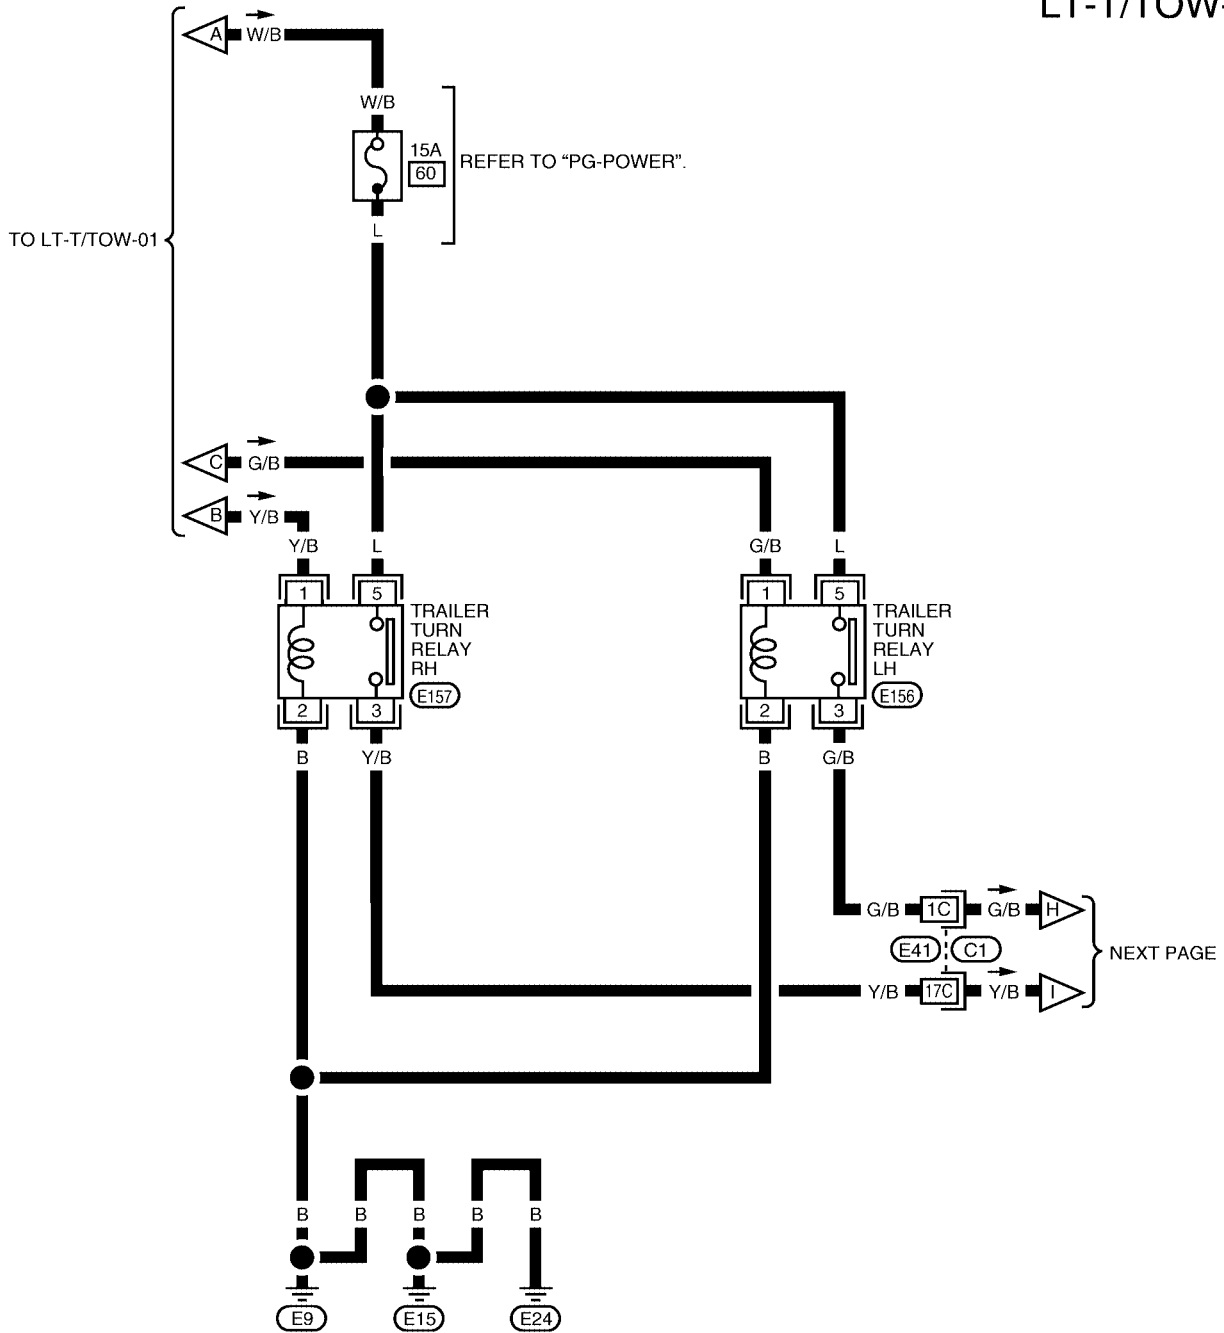 LT-T/TOW-
A W/B
W/B
15A
60
REFER TO “PG-POWER”.
L
TO LT-T/TOW-01
C G/B
B Y/B
Y/B L G/B L
1 5 1 5
TRAILER
TURN
RELAY
RH
E157
TRAILER
TURN
RELAY
LH
E156
2 3 2 3
B Y/B B G/B
G/B 1C G/B H
E41 C1
NEXT PAGE
Y/B 17C Y/B I
B B B B B
E9 E15 E24